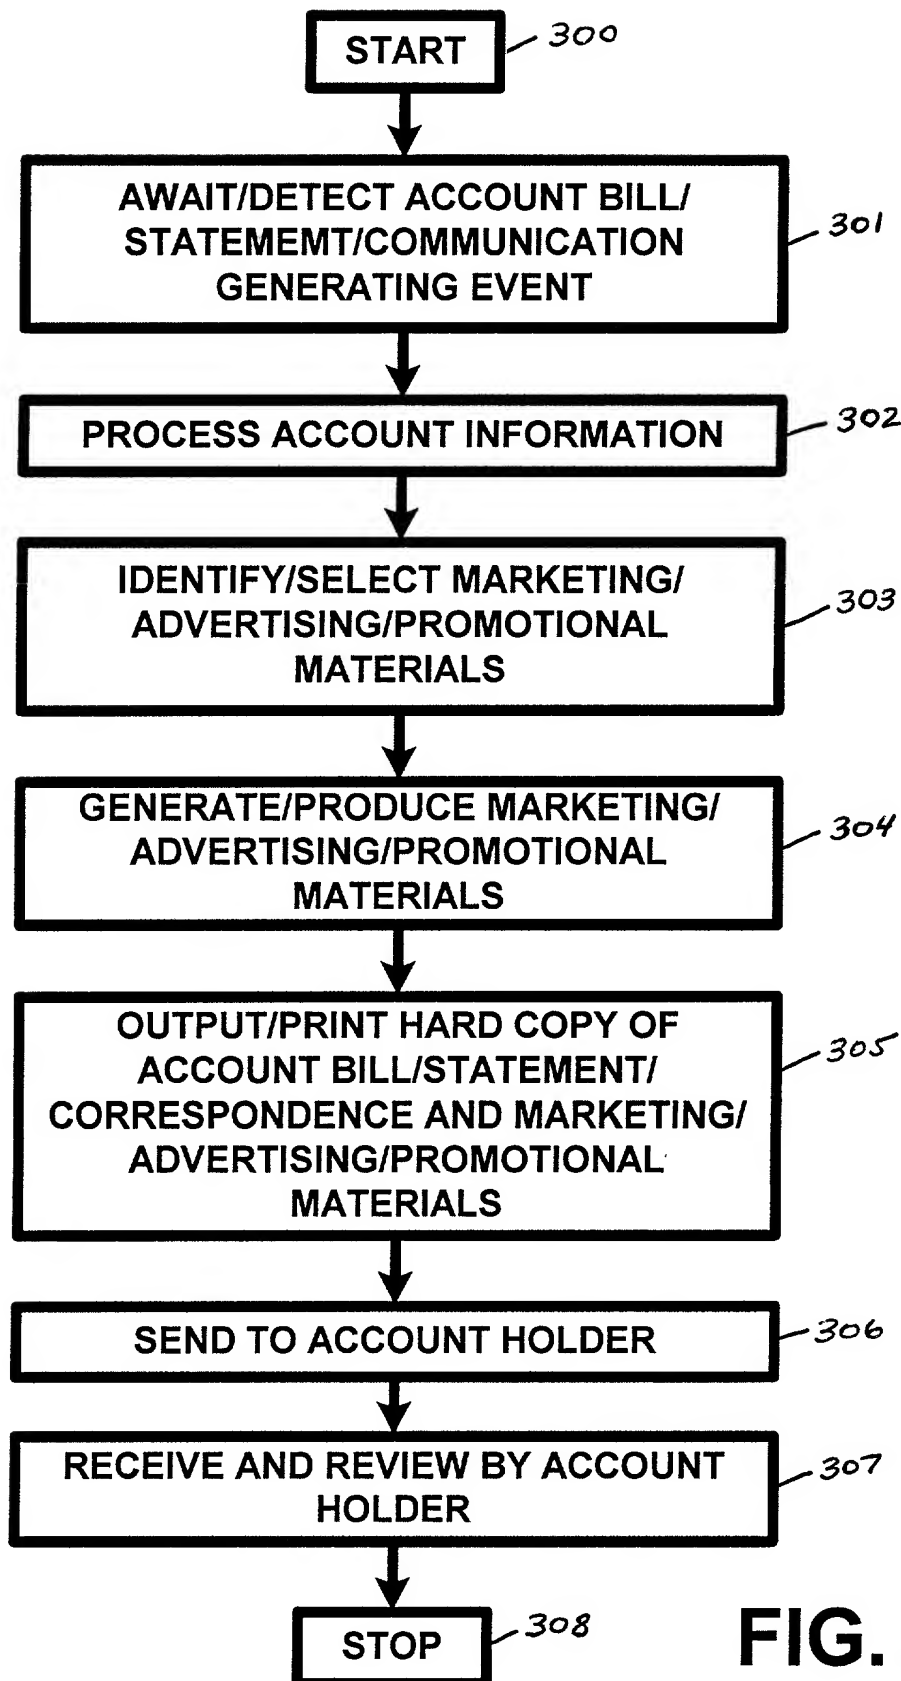 START
300
AWAIT/DETECT ACCOUNT BILL/
STATEMEMT/COMMUNICATION
GENERATING EVENT
301
PROCESS ACCOUNT INFORMATION
302
IDENTIFY/SELECT MARKETING/
ADVERTISING/PROMOTIONAL
MATERIALS
303
GENERATE/PRODUCE MARKETING/
ADVERTISING/PROMOTIONAL
MATERIALS
304
OUTPUT/PRINT HARD COPY OF
ACCOUNT BILL/STATEMENT/
CORRESPONDENCE AND MARKETING/
ADVERTISING/PROMOTIONAL
MATERIALS
305
SEND TO ACCOUNT HOLDER
306
RECEIVE AND REVIEW BY ACCOUNT
HOLDER
307
STOP
308
FIG.